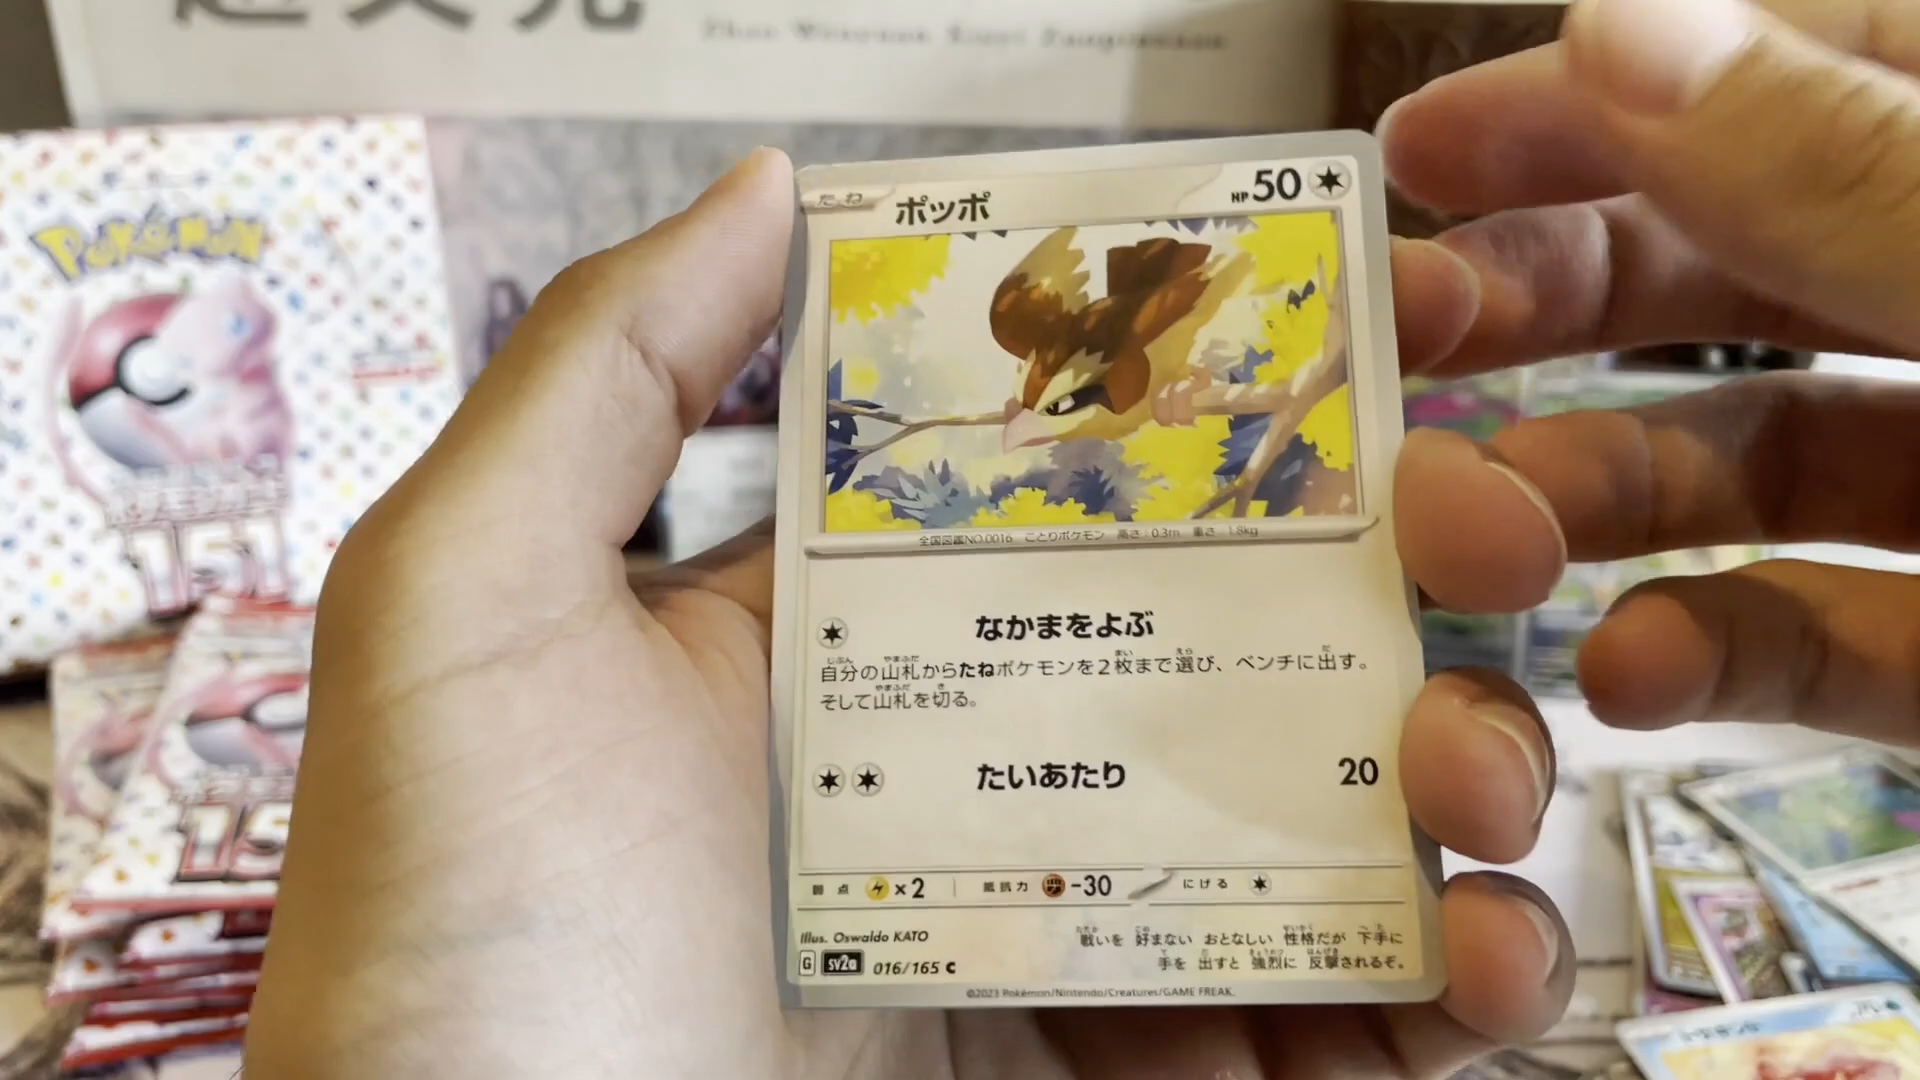 Zhao Wenyuan
Pokémon
151
15
たね
ポッポ
HP 50
全国図鑑NO.0016 ことりポケモン 高さ:0.3m 重さ:1.8kg
なかまをよぶ
自分の山札からたねポケモンを2枚まで選び、ベンチに出す。
そして山札を切る。
たいあたり 20
弱点 ×2 抵抗力 -30 にげる
Illus. Oswaldo KATO
戦いを 好まない おとなしい 性格だが 下手に
手を 出すと 強烈に 反撃されるぞ。
G SV2a 016/165 C
©2023 Pokémon/Nintendo/Creatures/GAME FREAK.